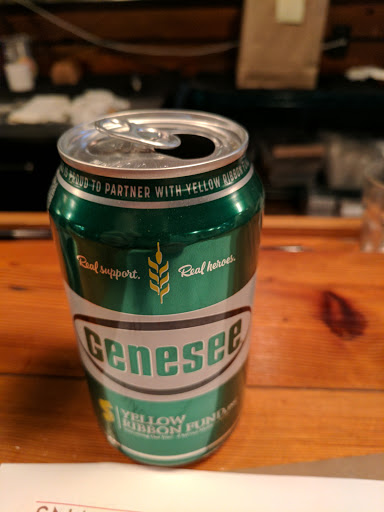 PROUD TO PARTNER WITH YELLOW RIBBON
Real support. Real heroes.
Genesee
YELLOW
RIBBON FUND